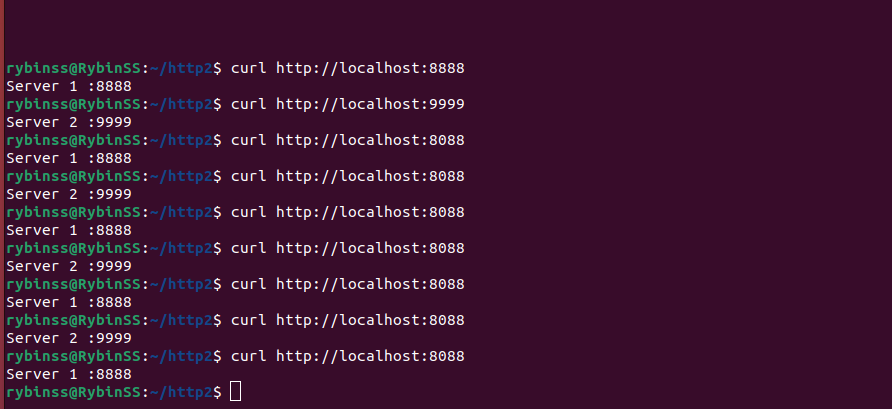 rybinss@RybinSS:~/http2$ curl http://localhost:8888
Server 1 :8888
rybinss@RybinSS:~/http2$ curl http://localhost:9999
Server 2 :9999
rybinss@RybinSS:~/http2$ curl http://localhost:8088
Server 1 :8888
rybinss@RybinSS:~/http2$ curl http://localhost:8088
Server 2 :9999
rybinss@RybinSS:~/http2$ curl http://localhost:8088
Server 1 :8888
rybinss@RybinSS:~/http2$ curl http://localhost:8088
Server 2 :9999
rybinss@RybinSS:~/http2$ curl http://localhost:8088
Server 1 :8888
rybinss@RybinSS:~/http2$ curl http://localhost:8088
Server 2 :9999
rybinss@RybinSS:~/http2$ curl http://localhost:8088
Server 1 :8888
rybinss@RybinSS:~/http2$